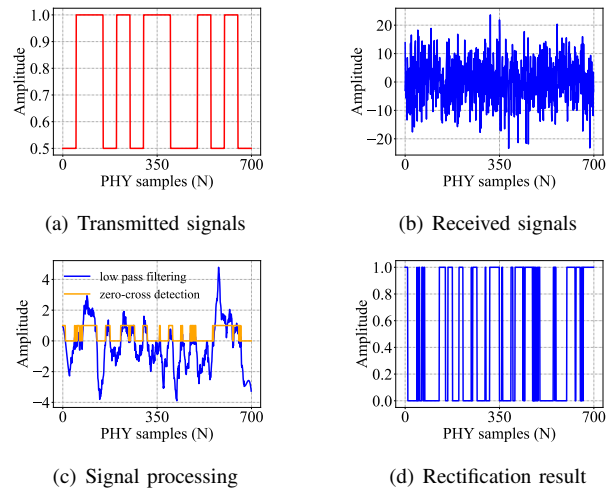 1.0
0.9
0.8
0.7
0.6
0.5
Amplitude
0
350
700
PHY samples (N)
(a) Transmitted signals
20
10
0
−10
−20
Amplitude
0
350
700
PHY samples (N)
(b) Received signals
4
2
0
−2
−4
Amplitude
low pass filtering
zero-cross detection
0
350
700
PHY samples (N)
(c) Signal processing
1.0
0.8
0.6
0.4
0.2
0.0
Amplitude
0
350
700
PHY samples (N)
(d) Rectification result